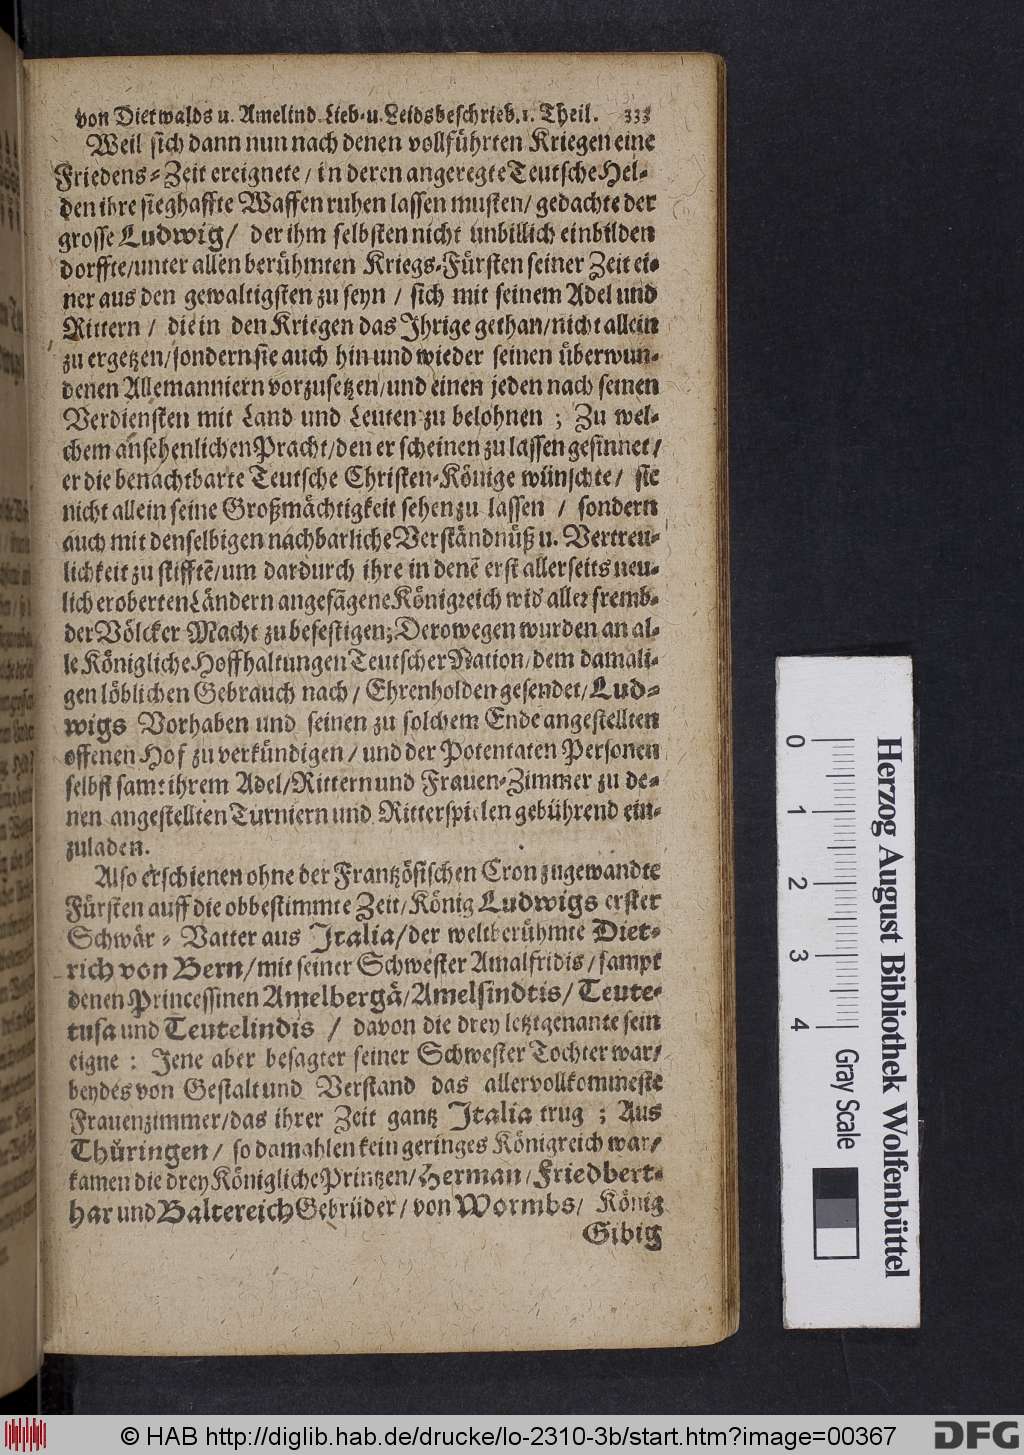 von Dietwalds u. Amelind Lieb- u. Leidsbeschrieb. 1. Theil. 333
Weil sich dann nun nach denen vollführten Kriegen eine
Friedens-Zeit ereignete / in deren angeregte Teutsche Hel-
den ihre sieghaffte Waffen ruhen lassen musten / gedachte der
grosse Ludwig / der ihm selbsten nicht unbillich einbilden
dorffte / unter allen berühmten Kriegs-Fürsten seiner Zeit ei-
ner aus den gewaltigsten zu seyn / sich mit seinem Adel und
Rittern / die in den Kriegen das Ihrige gethan / nicht allein
zu ergetzen / sondern sie auch hin und wieder seinen überwun-
denen Allemanniern vorzusetzen / und einen jeden nach seinen
Verdiensten mit Land und Leuten zu belohnen ; Zu wel-
chem ansehenlichen Pracht / den er scheinen zu lassen gesinnet /
er die benachtbarte Teutsche Christen-Könige wünschte / sie
nicht allein seine Großmächtigkeit sehen zu lassen / sondern
auch mit denselbigen nachbarliche Verständnüß u. Vertreu-
lichkeit zu stifftē / um dardurch ihre in denē erst allerseits neu-
lich eroberten Ländern angefāgene Königreich wid aller fremb-
der Völcker Macht zu befestigen; Derowegen wurden an al-
le Königliche Hoffhaltungen Teutscher Nation / dem damali-
gen löblichen Gebrauch nach / Ehrenholden gesendet / Lud-
wigs Vorhaben und seinen zu solchem Ende angestellten
offenen Hof zu verkündigen / und der Potentaten Personen
selbst samt ihrem Adel / Rittern und Frauen-Zimmer zu de-
nen angestellten Turniern und Ritterspielen gebührend ein-
zuladen.
Also erschienen ohne der Frantzösischen Cron zugewandte
Fürsten auff die obbestimmte Zeit / König Ludwigs erster
Schwär-Vatter aus Italia / der weltberühmte Diet-
rich von Bern / mit seiner Schwester Amalfridis / sampt
denen Princessinen Amelbergā / Amelsindtis / Teute-
tusa und Teutelindis / davon die drey letztgenante sein
eigne : Jene aber besagter seiner Schwester Tochter war /
beydes von Gestalt und Verstand das allervollkommeste
Frauenzimmer / das ihrer Zeit gantz Italia trug ; Aus
Thüringen / so damahlen kein geringes Königreich war /
kamen die drey Königliche Printzen / Herman / Friedbert-
har und Baltereich Gebrüder / von Wormbs / König
Gibig
Herzog August Bibliothek Wolfenbüttel
0 1 2 3 4
Gray Scale
© HAB http://diglib.hab.de/drucke/lo-2310-3b/start.htm?image=00367
DFG